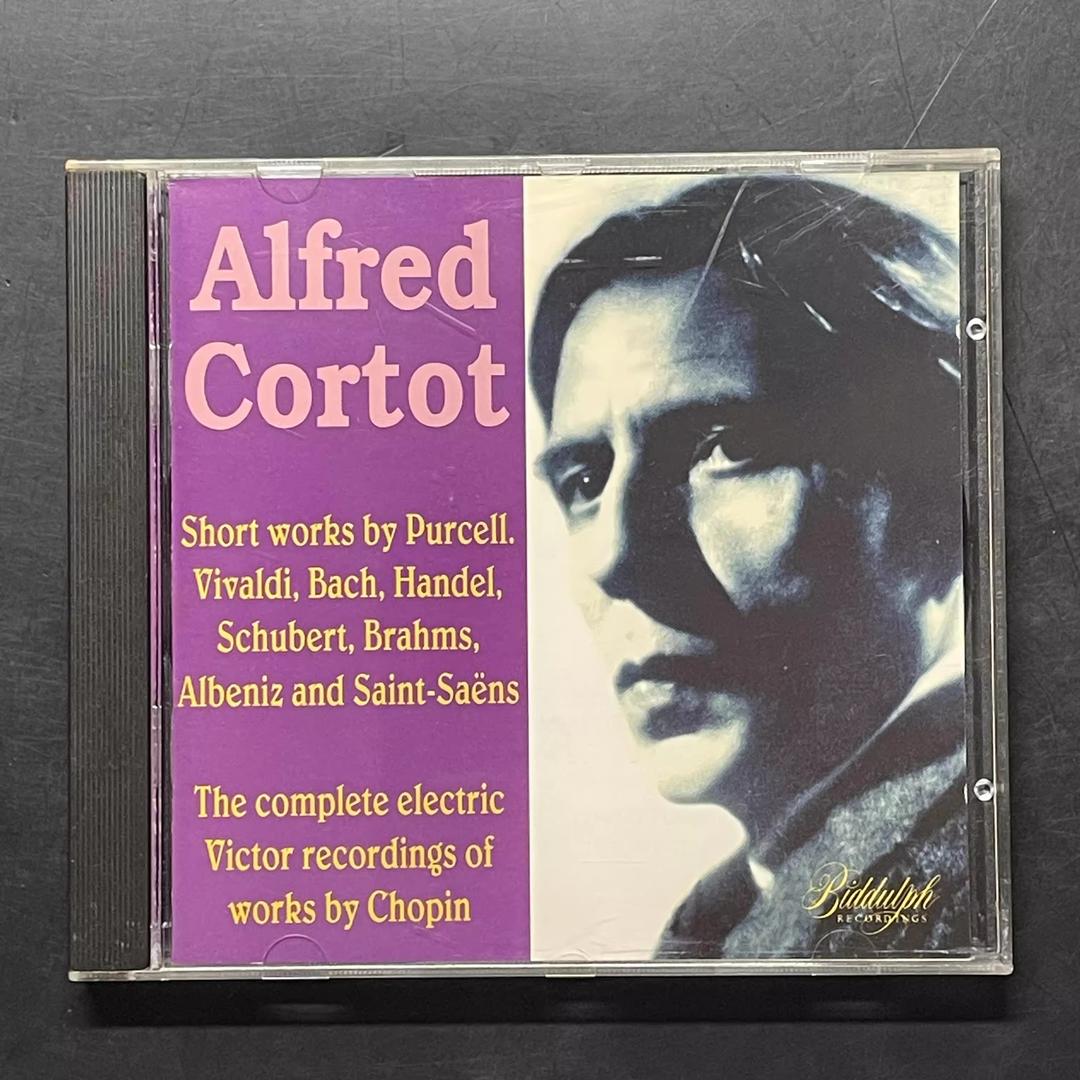 Alfred
Cortot
Short works by Purcell.
Vivaldi, Bach, Handel,
Schubert, Brahms,
Albeniz and Saint-Saëns
The complete electric
Victor recordings of
works by Chopin
Biddulph
RECORDINGS